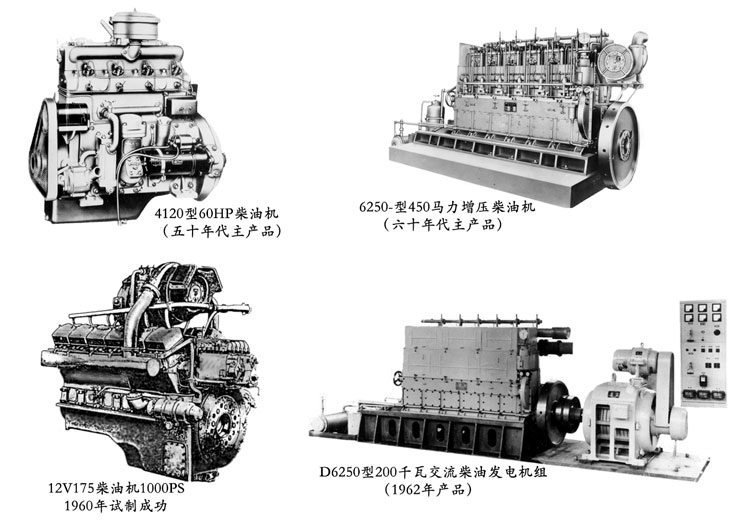 4120型60HP柴油机
（五十年代主产品）
6250-型450马力增压柴油机
（六十年代主产品）
12V175柴油机1000PS
1960年试制成功
D6250型200千瓦交流柴油发电机组
（1962年产品）